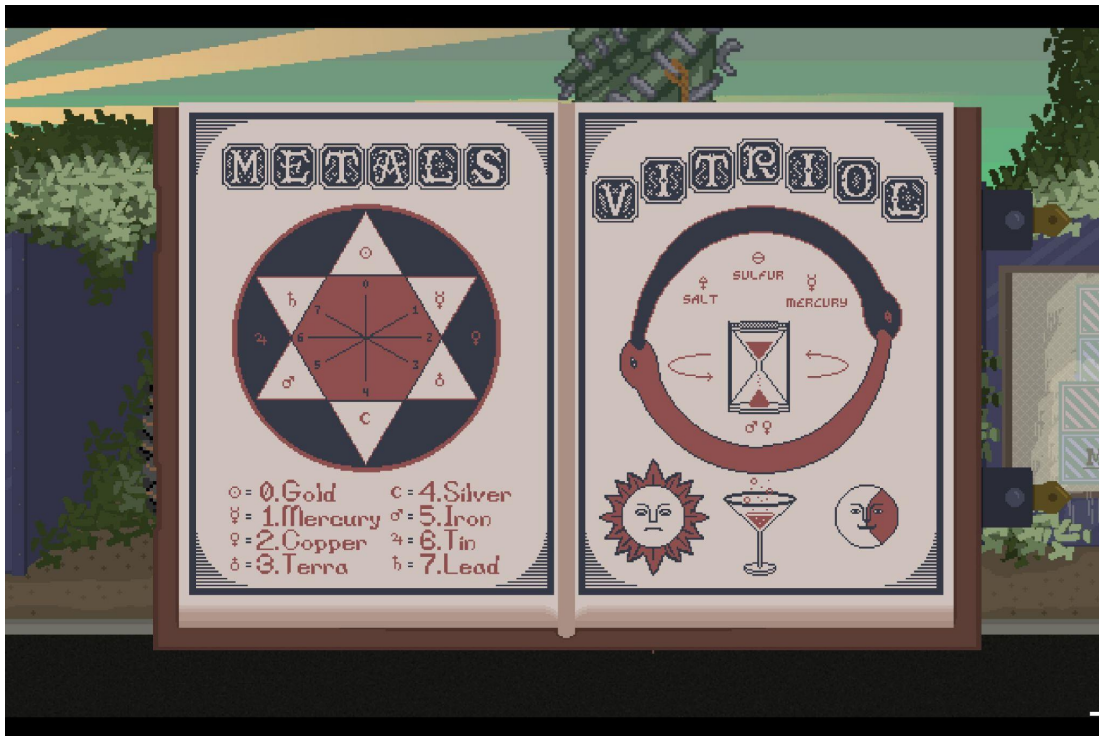 METALS
☉
♄ ☿
0
7 1
♃ 6 2 ♀
5 3
♂ 4 ♁
☾
☉ = 0.Gold ☾ = 4.Silver
☿ = 1.Mercury ♂ = 5.Iron
♀ = 2.Copper ♃ = 6.Tin
♁ = 3.Terra ♄ = 7.Lead
VITRIOL
SULFUR
SALT
MERCURY
♂♀